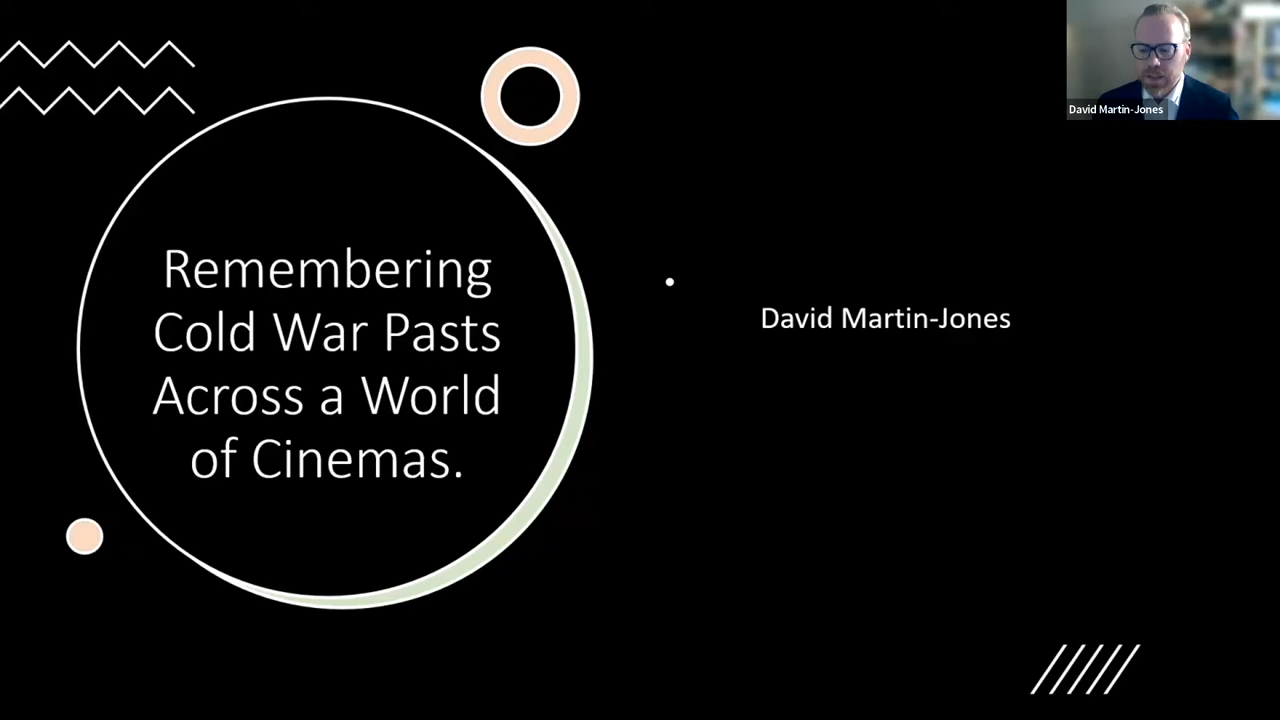 Remembering
Cold War Pasts
Across a World
of Cinemas.
David Martin-Jones
David Martin-Jones